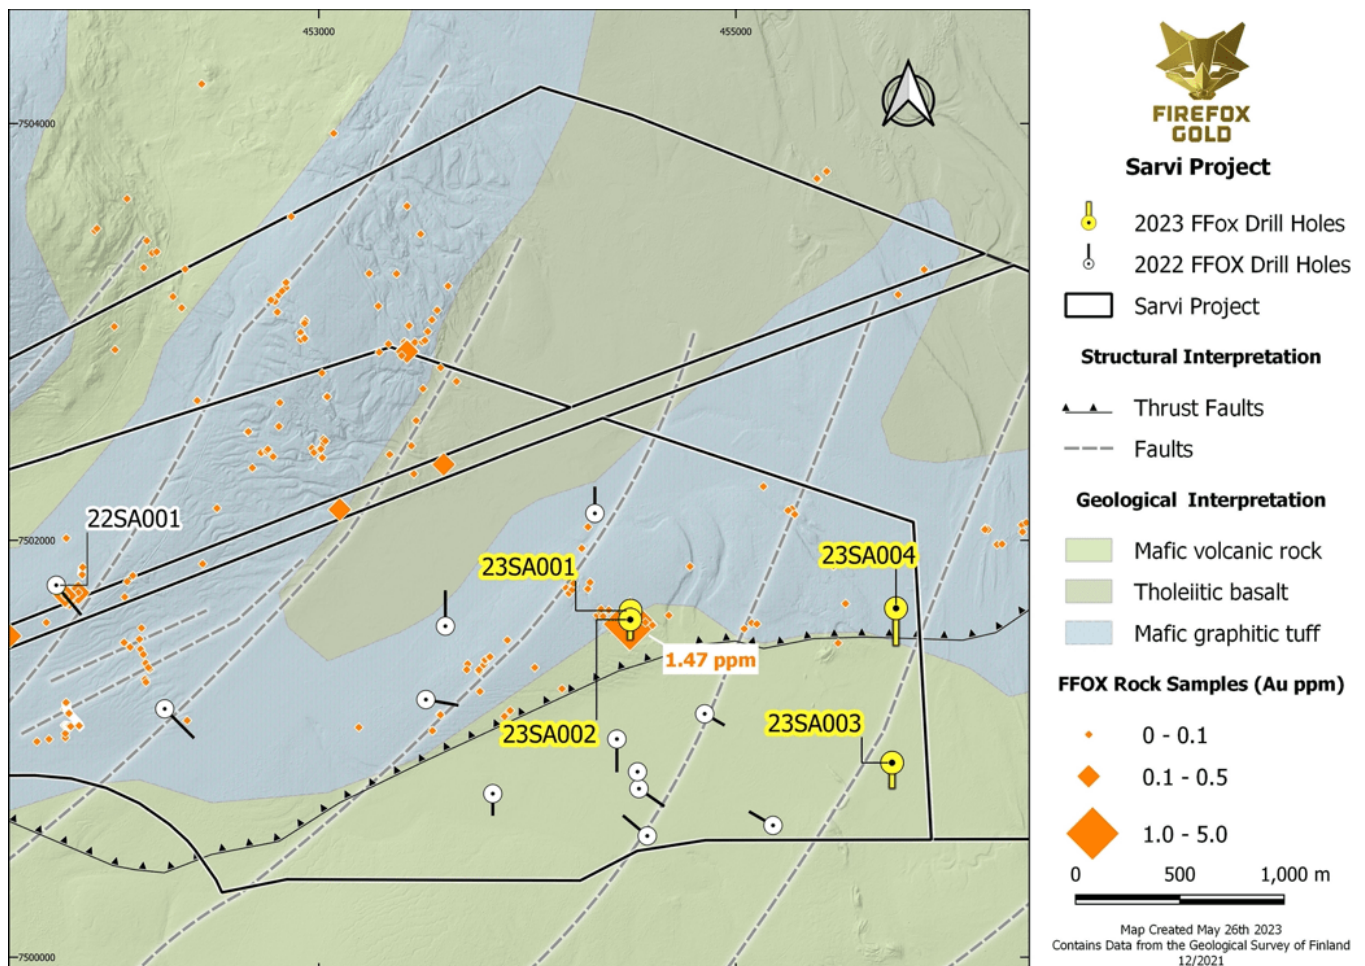 453000
455000
7504000
7502000
7500000
22SA001
23SA001
23SA004
1.47 ppm
23SA002
23SA003
FIREFOX
GOLD
Sarvi Project
2023 FFox Drill Holes
2022 FFOX Drill Holes
Sarvi Project
Structural Interpretation
Thrust Faults
Faults
Geological Interpretation
Mafic volcanic rock
Tholeiitic basalt
Mafic graphitic tuff
FFOX Rock Samples (Au ppm)
0 - 0.1
0.1 - 0.5
1.0 - 5.0
0 500 1,000 m
Map Created May 26th 2023
Contains Data from the Geological Survey of Finland
12/2021